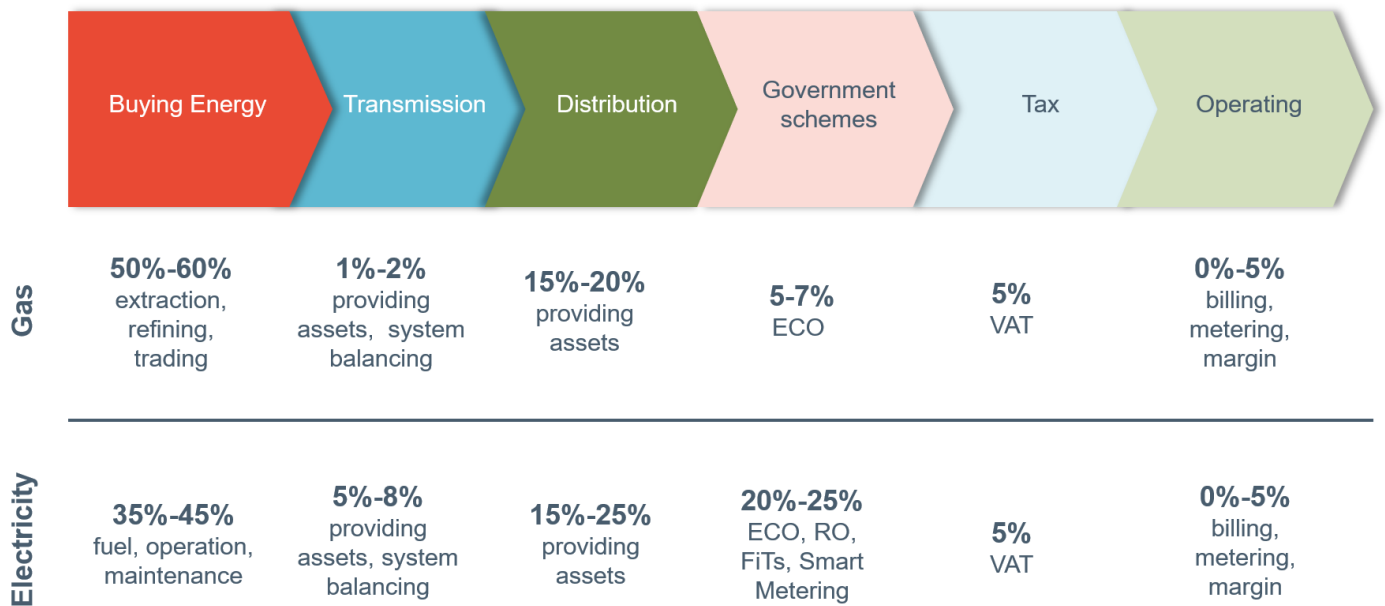 Buying Energy
Transmission
Distribution
Government
schemes
Tax
Operating
Gas
50%-60%
extraction,
refining,
trading
1%-2%
providing
assets,  system
balancing
15%-20%
providing
assets
5-7%
ECO
5%
VAT
0%-5%
billing,
metering,
margin
Electricity
35%-45%
fuel, operation,
maintenance
5%-8%
providing
assets, system
balancing
15%-25%
providing
assets
20%-25%
ECO, RO,
FiTs, Smart
Metering
5%
VAT
0%-5%
billing,
metering,
margin